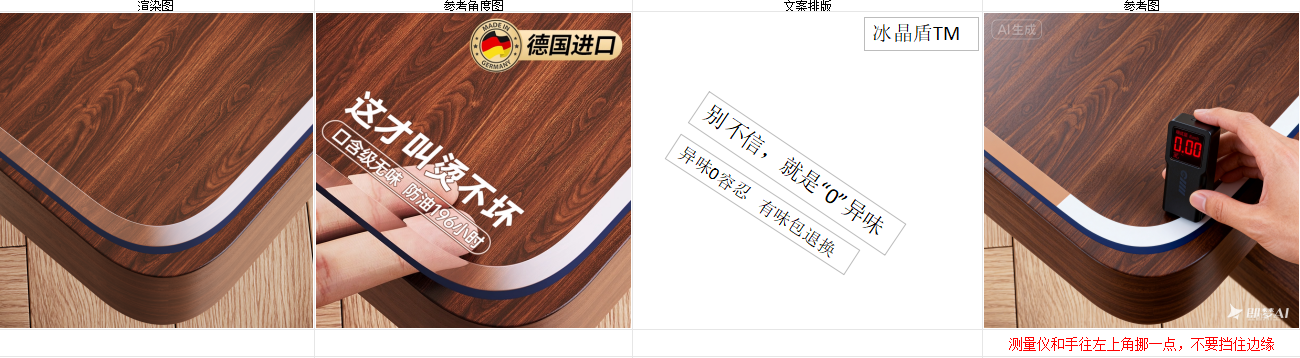 渲染图
参考角度图
文案排版
参考图
MADE IN
GERMANY
德国进口
这才叫烫不坏
口含级无味 防油196小时
冰晶盾TM
别不信，就是“0”异味
异味0容忍 有味包退换
AI生成
0.00
即梦AI
测量仪和手往左上角挪一点，不要挡住边缘